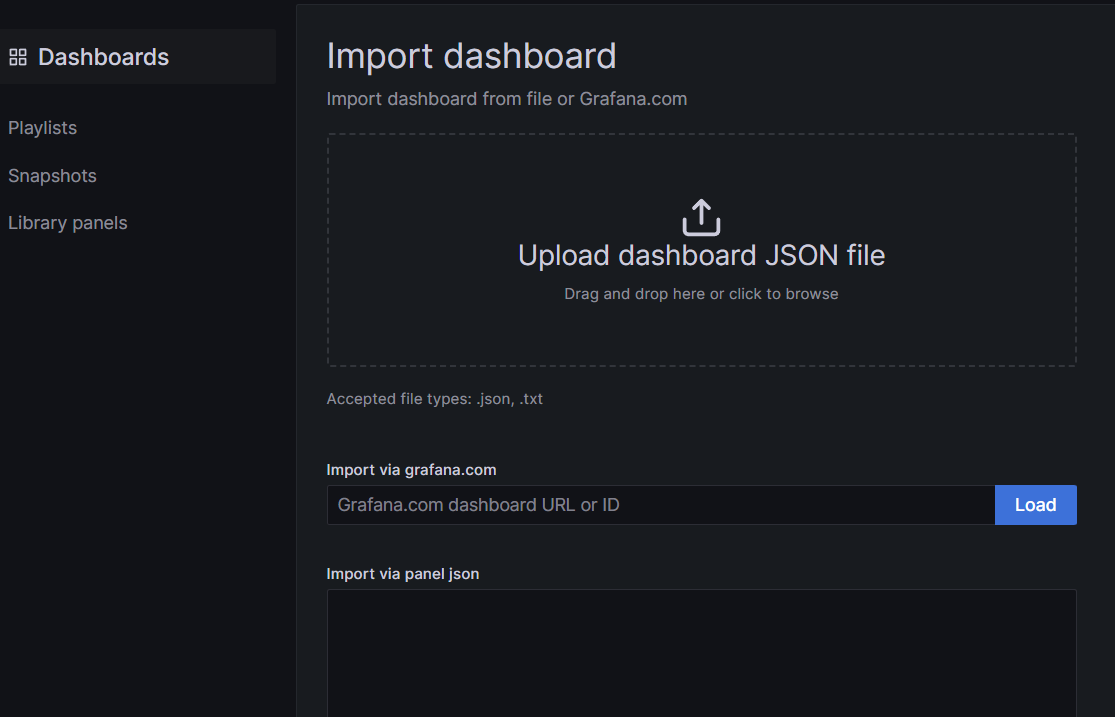 Dashboards
Playlists
Snapshots
Library panels
Import dashboard
Import dashboard from file or Grafana.com
Upload dashboard JSON file
Drag and drop here or click to browse
Accepted file types: .json, .txt
Import via grafana.com
Grafana.com dashboard URL or ID
Load
Import via panel json